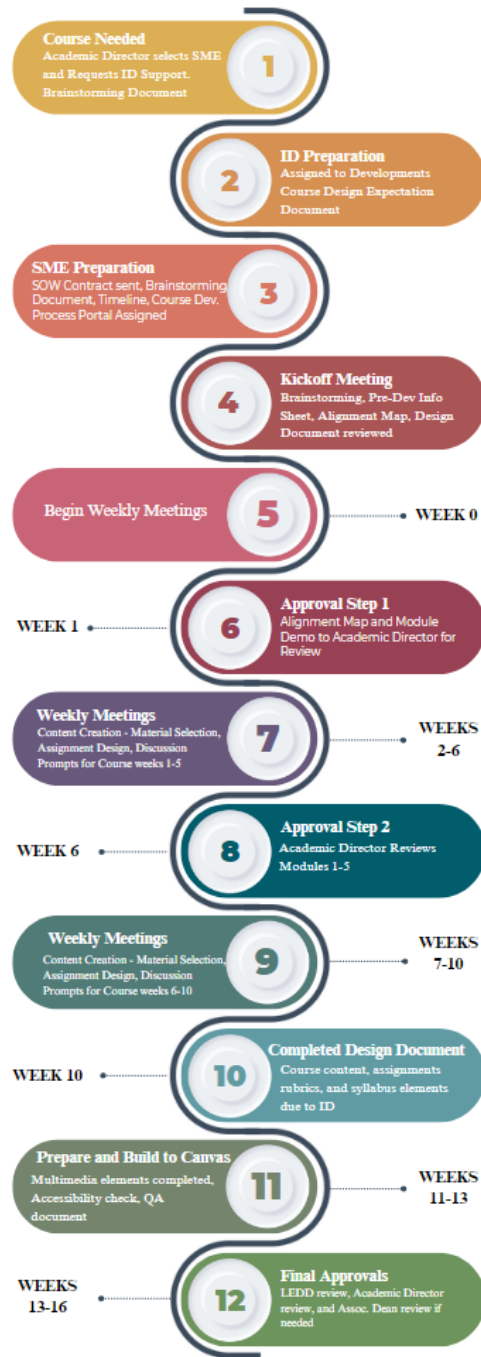 Course Needed
Academic Director selects SME
and Requests ID Support.
Brainstorming Document
1
ID Preparation
Assigned to Developments
Course Design Expectation
Document
2
SME Preparation
SOW Contract sent, Brainstorming
Document, Timeline, Course Dev.
Process Portal Assigned
3
Kickoff Meeting
Brainstorming, Pre-Dev Info
Sheet, Alignment Map, Design
Document reviewed
4
Begin Weekly Meetings
5
WEEK 0
WEEK 1
6
Approval Step 1
Alignment Map and Module
Demo to Academic Director for
Review
Weekly Meetings
Content Creation - Material Selection,
Assignment Design, Discussion
Prompts for Course weeks 1-5
7
WEEKS
2-6
WEEK 6
8
Approval Step 2
Academic Director Reviews
Modules 1-5
Weekly Meetings
Content Creation - Material Selection,
Assignment Design, Discussion
Prompts for Course weeks 6-10
9
WEEKS
7-10
WEEK 10
10
Completed Design Document
Course content, assignments
rubrics, and syllabus elements
due to ID
Prepare and Build to Canvas
Multimedia elements completed,
Accessibility check, QA
document
11
WEEKS
11-13
WEEKS
13-16
12
Final Approvals
LEDD review, Academic Director
review, and Assoc. Dean review if
needed